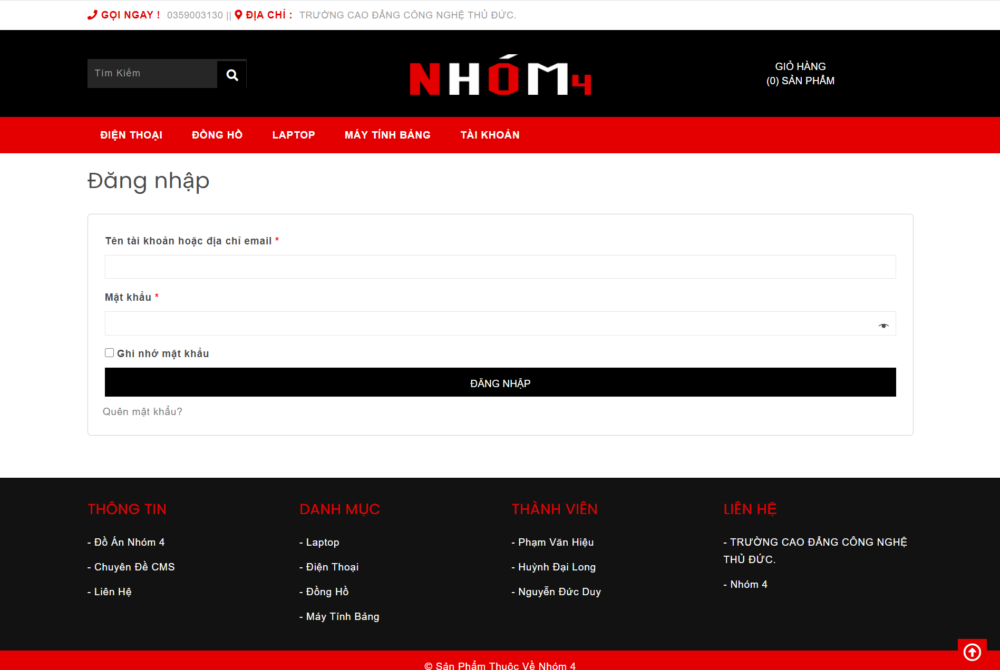 GỌI NGAY ! 0359003130 || ĐỊA CHỈ : TRƯỜNG CAO ĐẲNG CÔNG NGHỆ THỦ ĐỨC.
Tìm Kiếm
NHÓM4
GIỎ HÀNG
(0) SẢN PHẨM
ĐIỆN THOẠI ĐỒNG HỒ LAPTOP MÁY TÍNH BẢNG TÀI KHOẢN
Đăng nhập
Tên tài khoản hoặc địa chỉ email *
Mật khẩu *
Ghi nhớ mật khẩu
ĐĂNG NHẬP
Quên mật khẩu?
THÔNG TIN
- Đồ Án Nhóm 4
- Chuyên Đề CMS
- Liên Hệ
DANH MỤC
- Laptop
- Điện Thoại
- Đồng Hồ
- Máy Tính Bảng
THÀNH VIÊN
- Phạm Văn Hiệu
- Huỳnh Đại Long
- Nguyễn Đức Duy
LIÊN HỆ
- TRƯỜNG CAO ĐẲNG CÔNG NGHỆ
THỦ ĐỨC.
- Nhóm 4
© Sản Phẩm Thuộc Về Nhóm 4